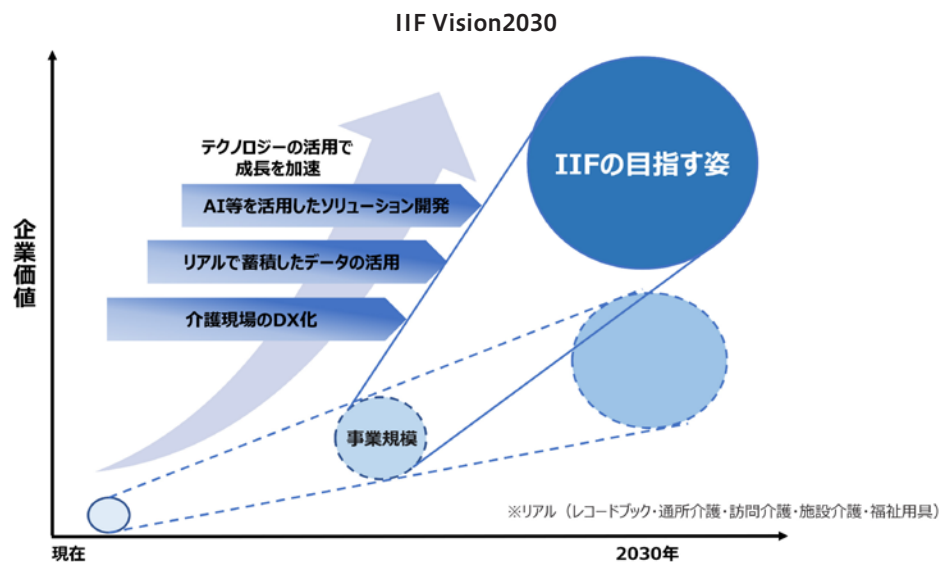 IIF Vision2030
テクノロジーの活用で
成長を加速
AI等を活用したソリューション開発
リアルで蓄積したデータの活用
介護現場のDX化
IIFの目指す姿
事業規模
企業価値
※リアル（レコードブック・通所介護・訪問介護・施設介護・福祉用具）
現在
2030年